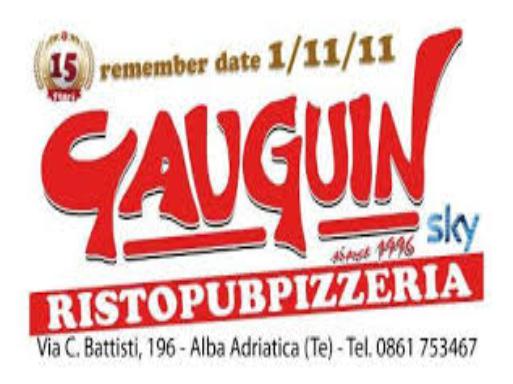 15
remember date 1/11/11
years
GAUGUIN
since 1996
sky
RISTOPUBPIZZERIA
Via C. Battisti, 196 - Alba Adriatica (Te) - Tel. 0861 753467